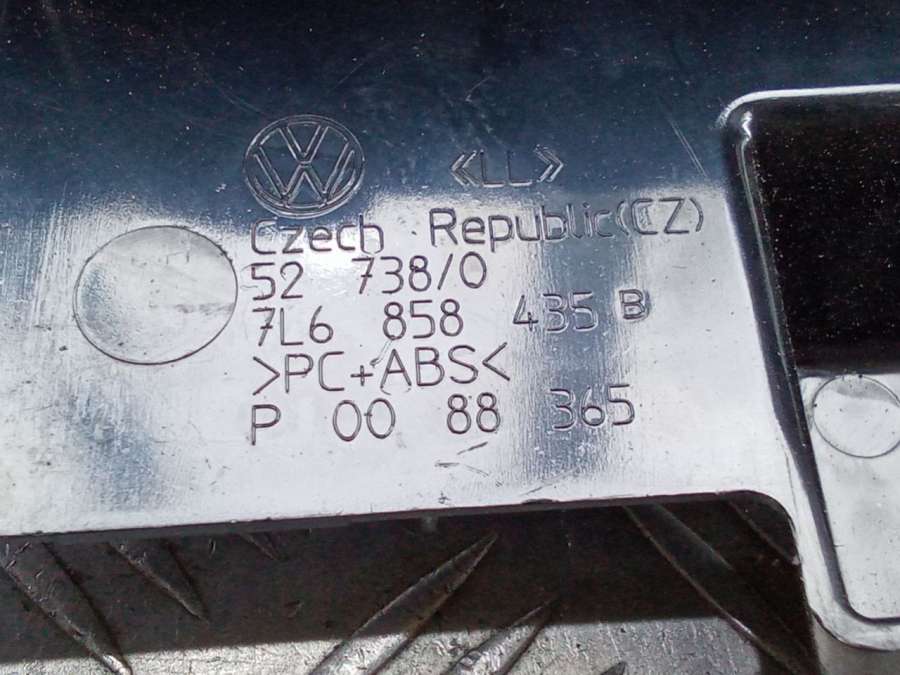 《LL》
Czech Republic(CZ)
52 738/0
7L6 858 435 B
>PC+ABS<
P 00 88 365